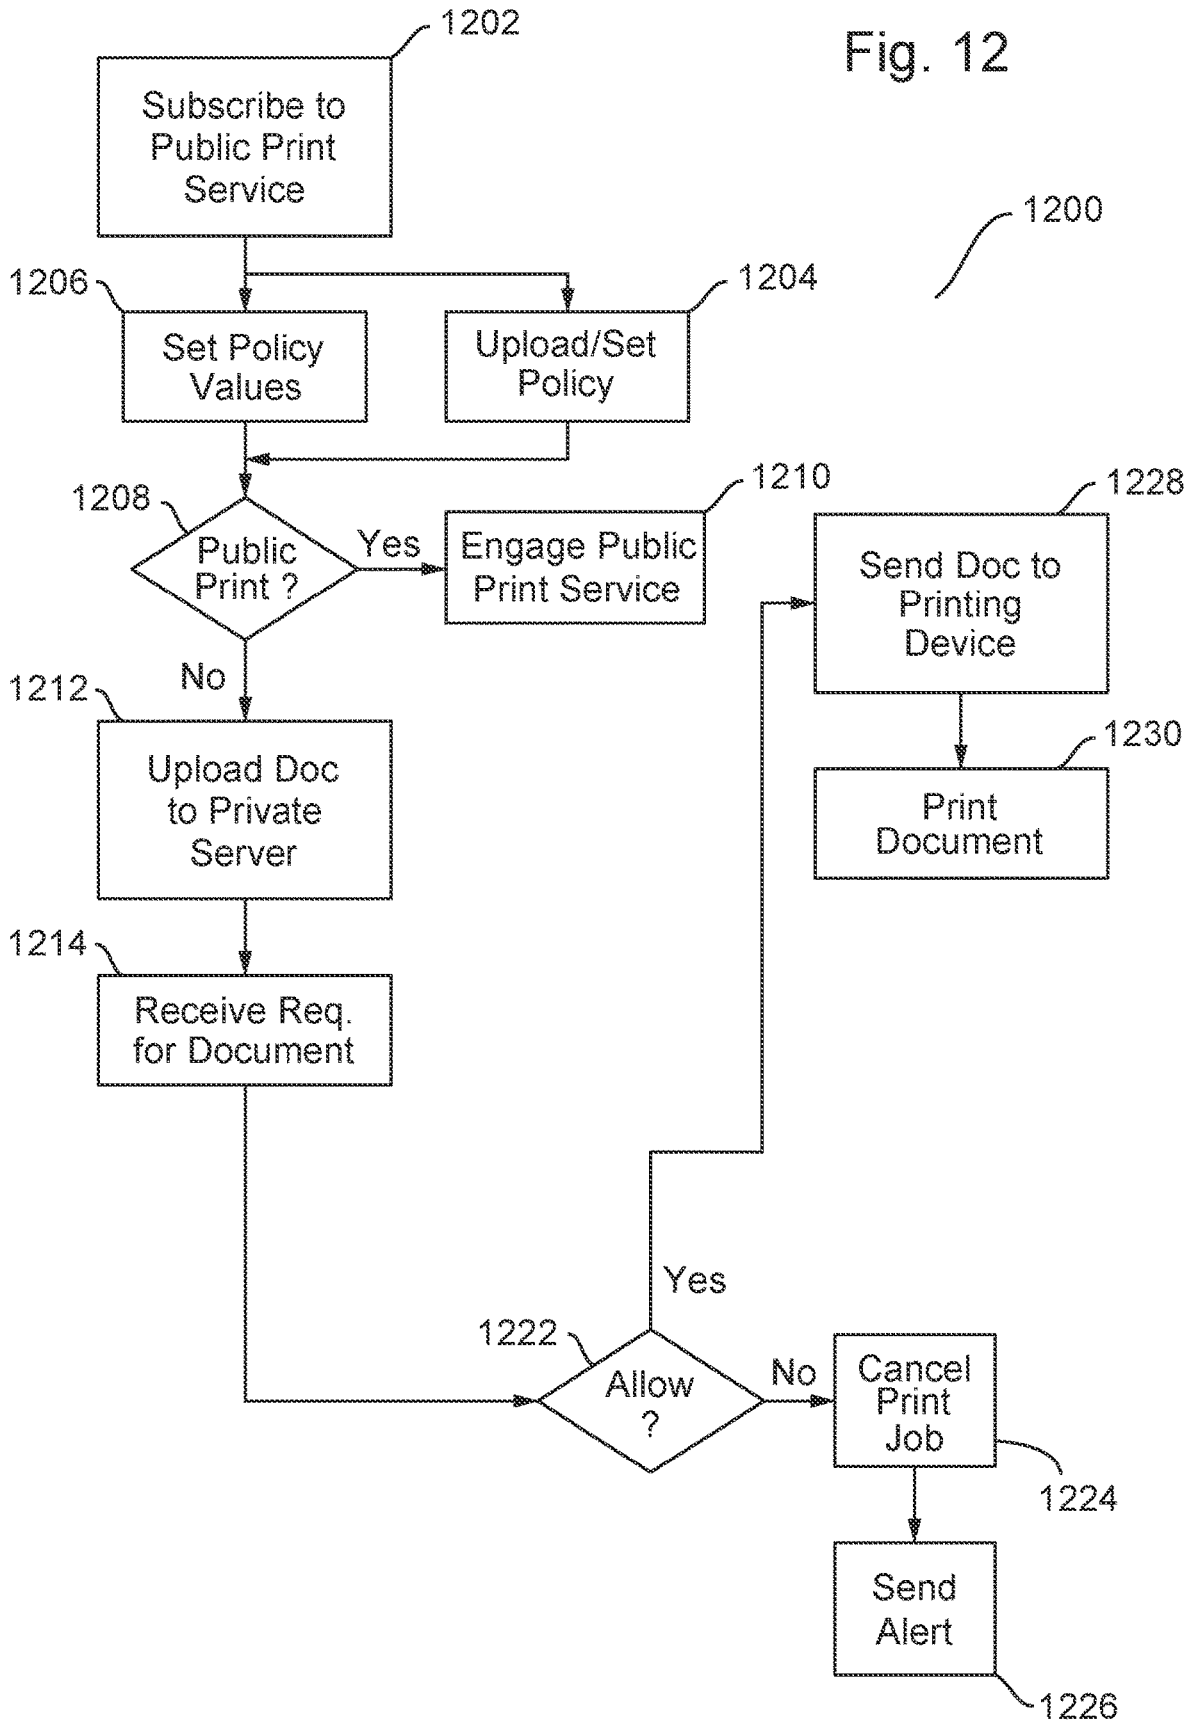 1202
Fig. 12
Subscribe to
Public Print
Service
1200
1206
1204
Set Policy
Values
Upload/Set
Policy
1208
Public
Print ?
Yes
1210
Engage Public
Print Service
1228
Send Doc to
Printing
Device
No
1212
Upload Doc
to Private
Server
1230
Print
Document
1214
Receive Req.
for Document
Yes
1222
Allow
?
No
Cancel
Print
Job
1224
Send
Alert
1226